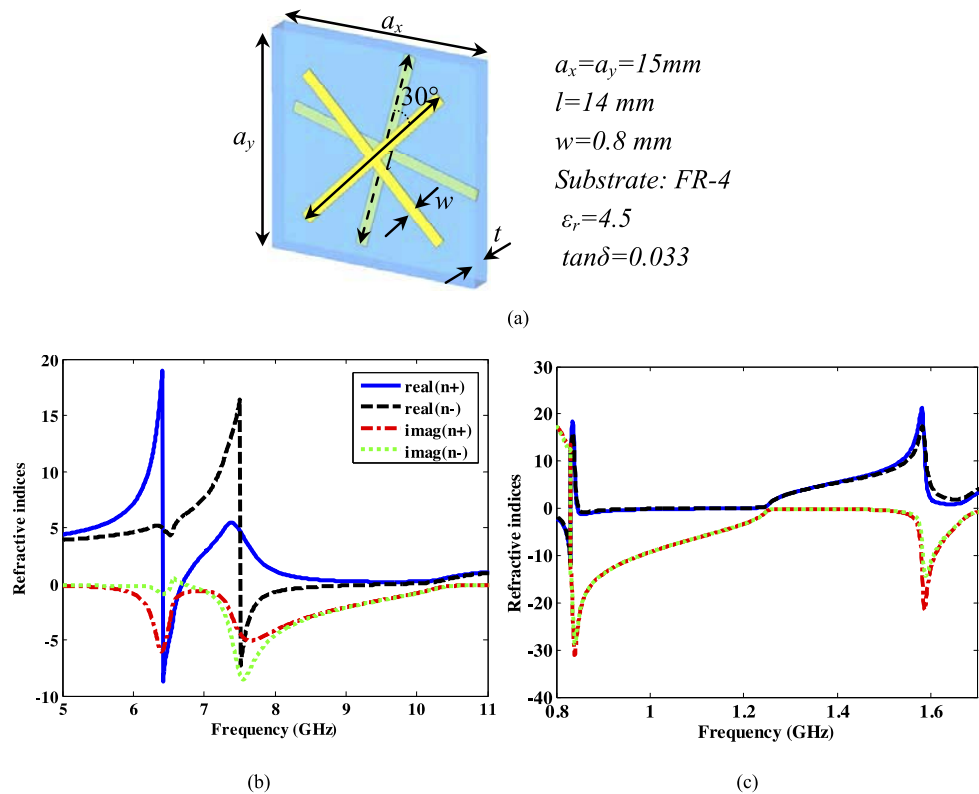 aₓ
30°
a_y
w
t
aₓ=a_y=15mm
l=14 mm
w=0.8 mm
Substrate: FR-4
εᵣ=4.5
tanδ=0.033
(a)
20
15
10
5
0
-5
-10
5 6 7 8 9 10 11
Refractive indices
Frequency (GHz)
real(n+)
real(n-)
imag(n+)
imag(n-)
(b)
30
20
10
0
-10
-20
-30
-40
0.8 1 1.2 1.4 1.6
Refractive indices
Frequency (GHz)
(c)